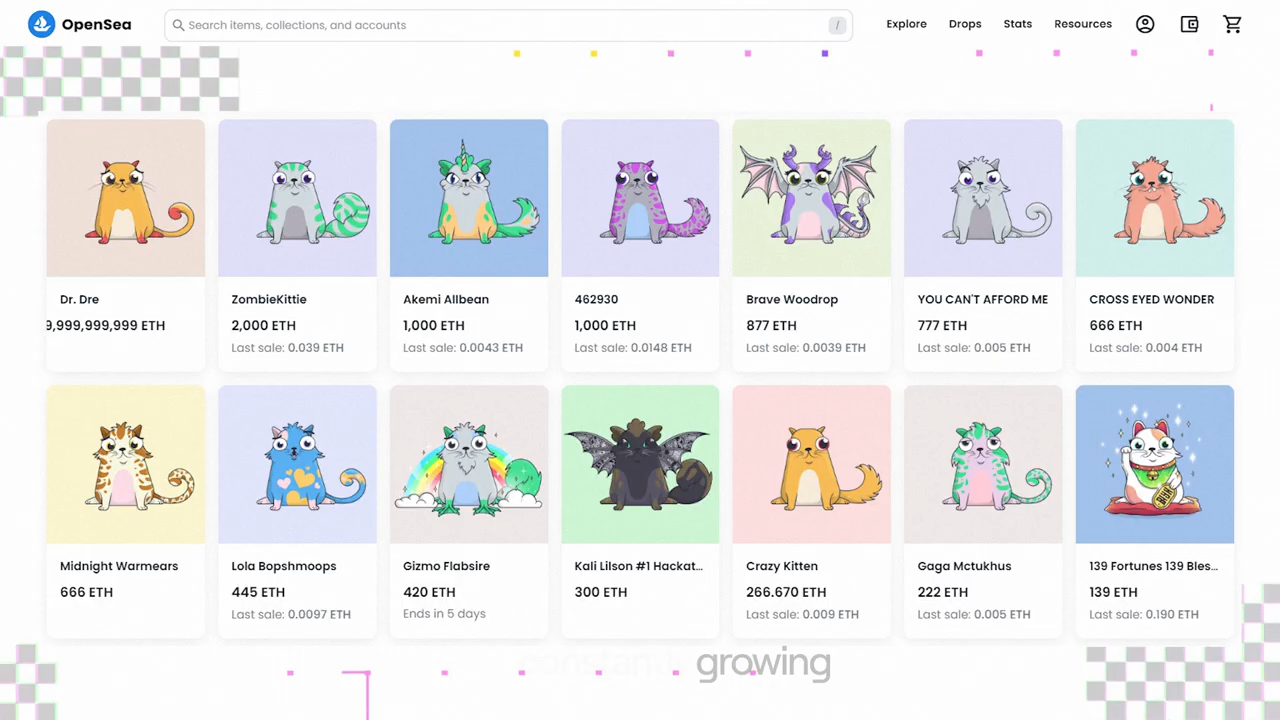 OpenSea
Search items, collections, and accounts
/
Explore
Drops
Stats
Resources
Dr. Dre
9,999,999,999 ETH
ZombieKittie
2,000 ETH
Last sale: 0.039 ETH
Akemi Allbean
1,000 ETH
Last sale: 0.0043 ETH
462930
1,000 ETH
Last sale: 0.0148 ETH
Brave Woodrop
877 ETH
Last sale: 0.0039 ETH
YOU CAN'T AFFORD ME
777 ETH
Last sale: 0.005 ETH
CROSS EYED WONDER
666 ETH
Last sale: 0.004 ETH
Midnight Warmears
666 ETH
Lola Bopshmoops
445 ETH
Last sale: 0.0097 ETH
Gizmo Flabsire
420 ETH
Ends in 5 days
Kali Lilson #1 Hackat...
300 ETH
Crazy Kitten
266.670 ETH
Last sale: 0.009 ETH
Gaga Mctukhus
222 ETH
Last sale: 0.005 ETH
139 Fortunes 139 Bles...
139 ETH
Last sale: 0.190 ETH
growing